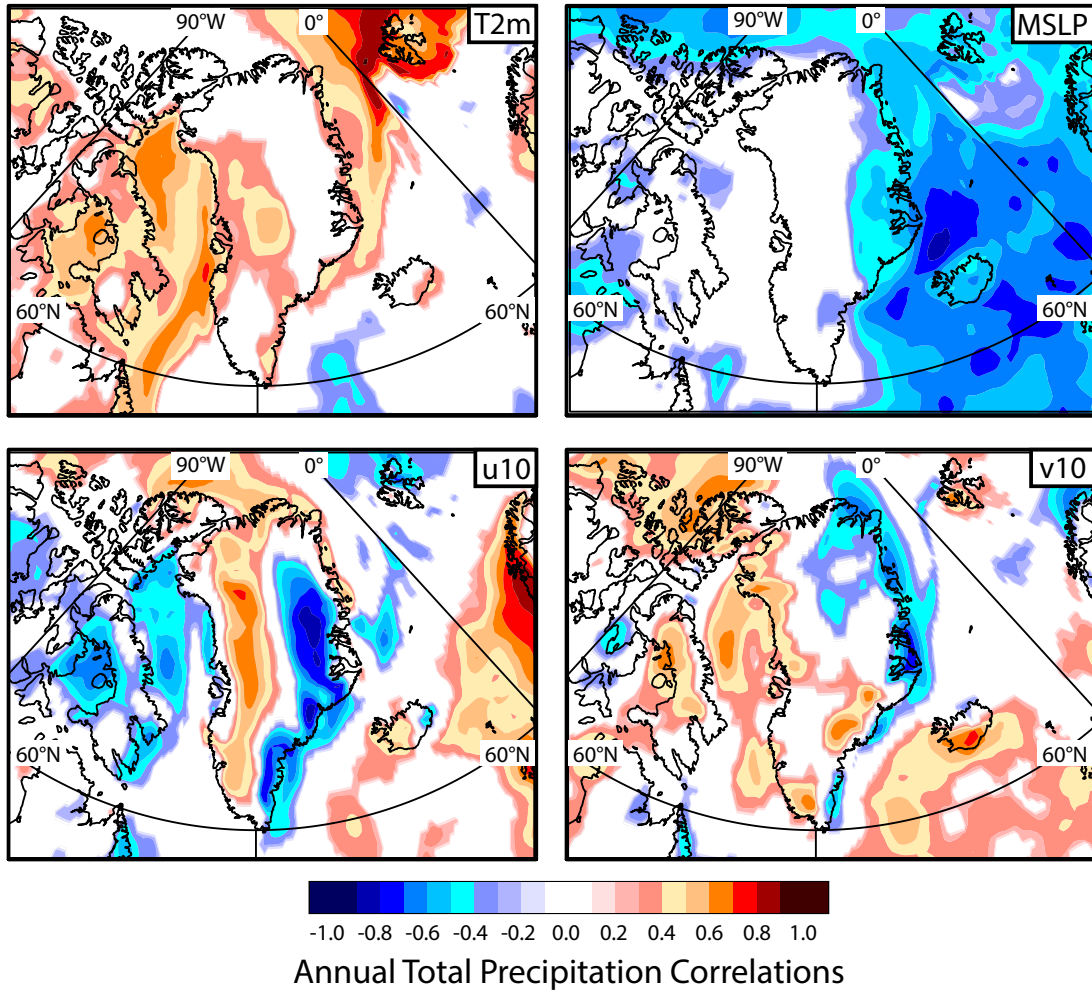 90°W 0° T2m
60°N 60°N
90°W 0° MSLP
60°N 60°N
90°W 0° u10
60°N 60°N
90°W 0° v10
60°N 60°N
-1.0 -0.8 -0.6 -0.4 -0.2 0.0 0.2 0.4 0.6 0.8 1.0
Annual Total Precipitation Correlations